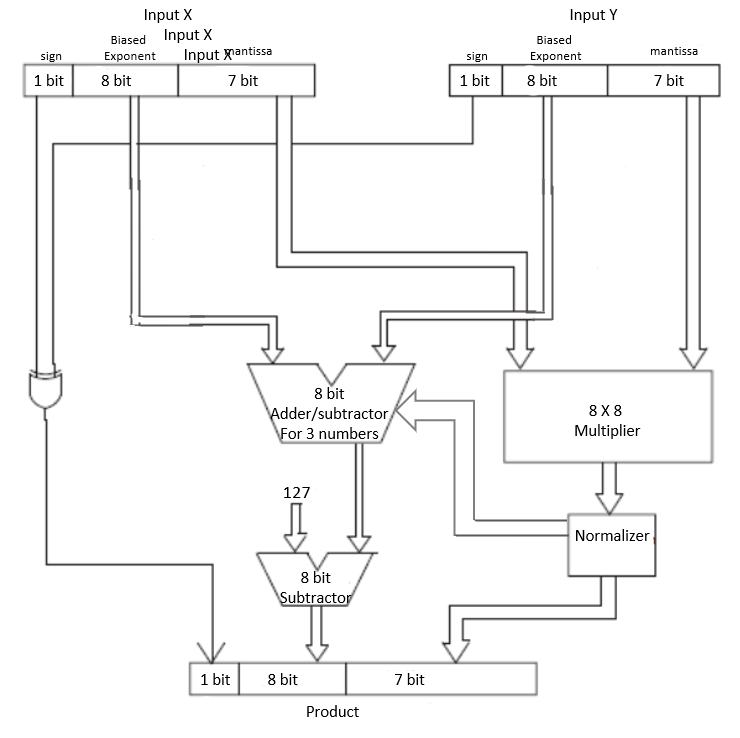 Input X
Input Y
Input X
Input X
sign
Biased
Exponent
mantissa
sign
Biased
Exponent
mantissa
1 bit
8 bit
7 bit
1 bit
8 bit
7 bit
8 bit
Adder/subtractor
For 3 numbers
8 X 8
Multiplier
127
Normalizer
8 bit
Subtractor
1 bit
8 bit
7 bit
Product